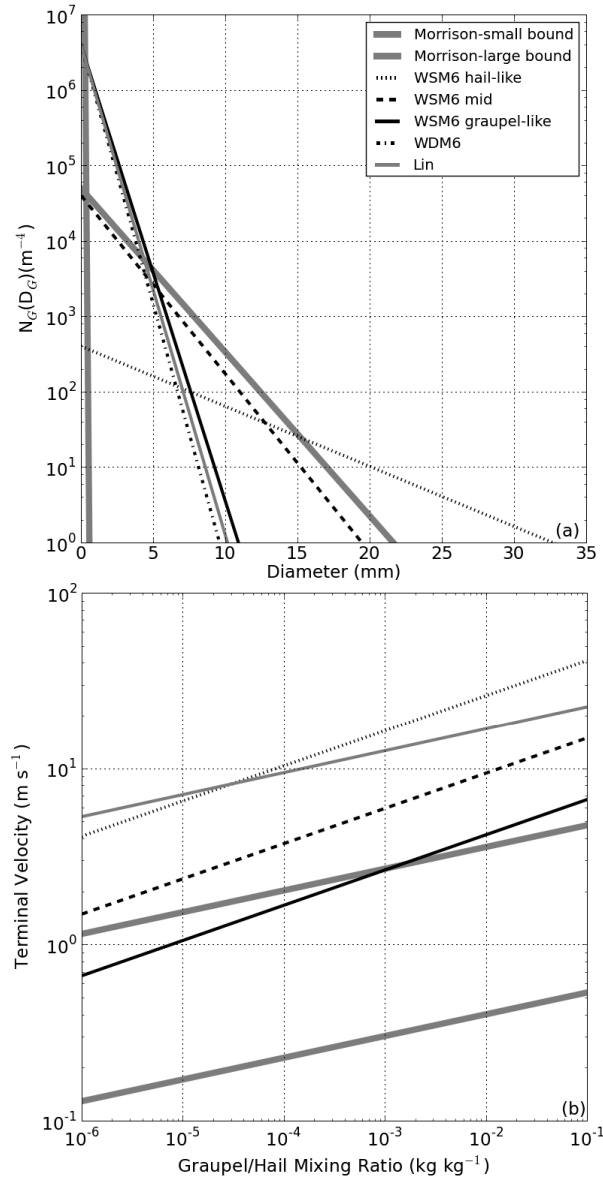 10^7
10^6
10^5
10^4
10^3
10^2
10^1
10^0
N_G(D_G)(m^-4)
Morrison-small bound
Morrison-large bound
WSM6 hail-like
WSM6 mid
WSM6 graupel-like
WDM6
Lin
(a)
0 5 10 15 20 25 30 35
Diameter (mm)
10^2
10^1
10^0
10^-1
Terminal Velocity (m s^-1)
(b)
10^-6 10^-5 10^-4 10^-3 10^-2 10^-1
Graupel/Hail Mixing Ratio (kg kg^-1)